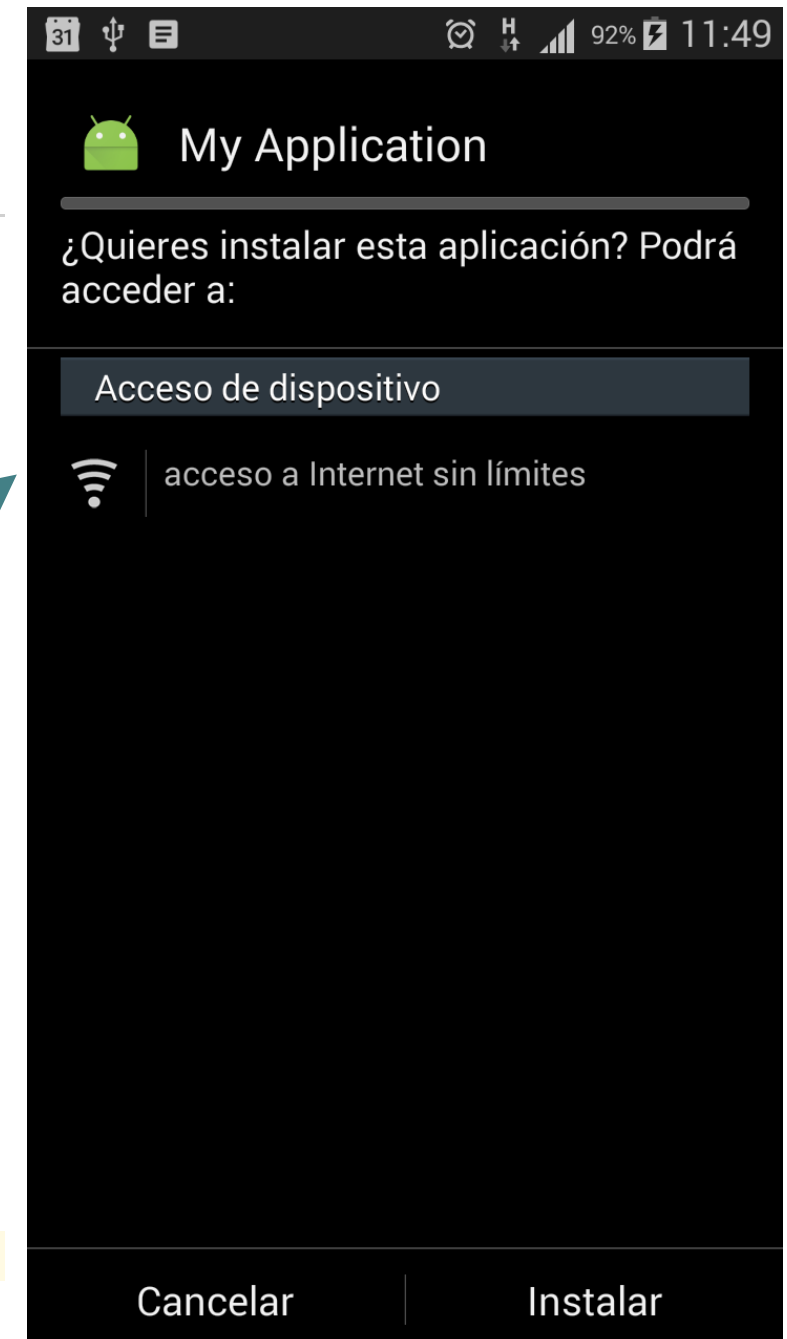 31 H 92% 11:49
My Application
¿Quieres instalar esta aplicación? Podrá
acceder a:
Acceso de dispositivo
acceso a Internet sin límites
Cancelar Instalar